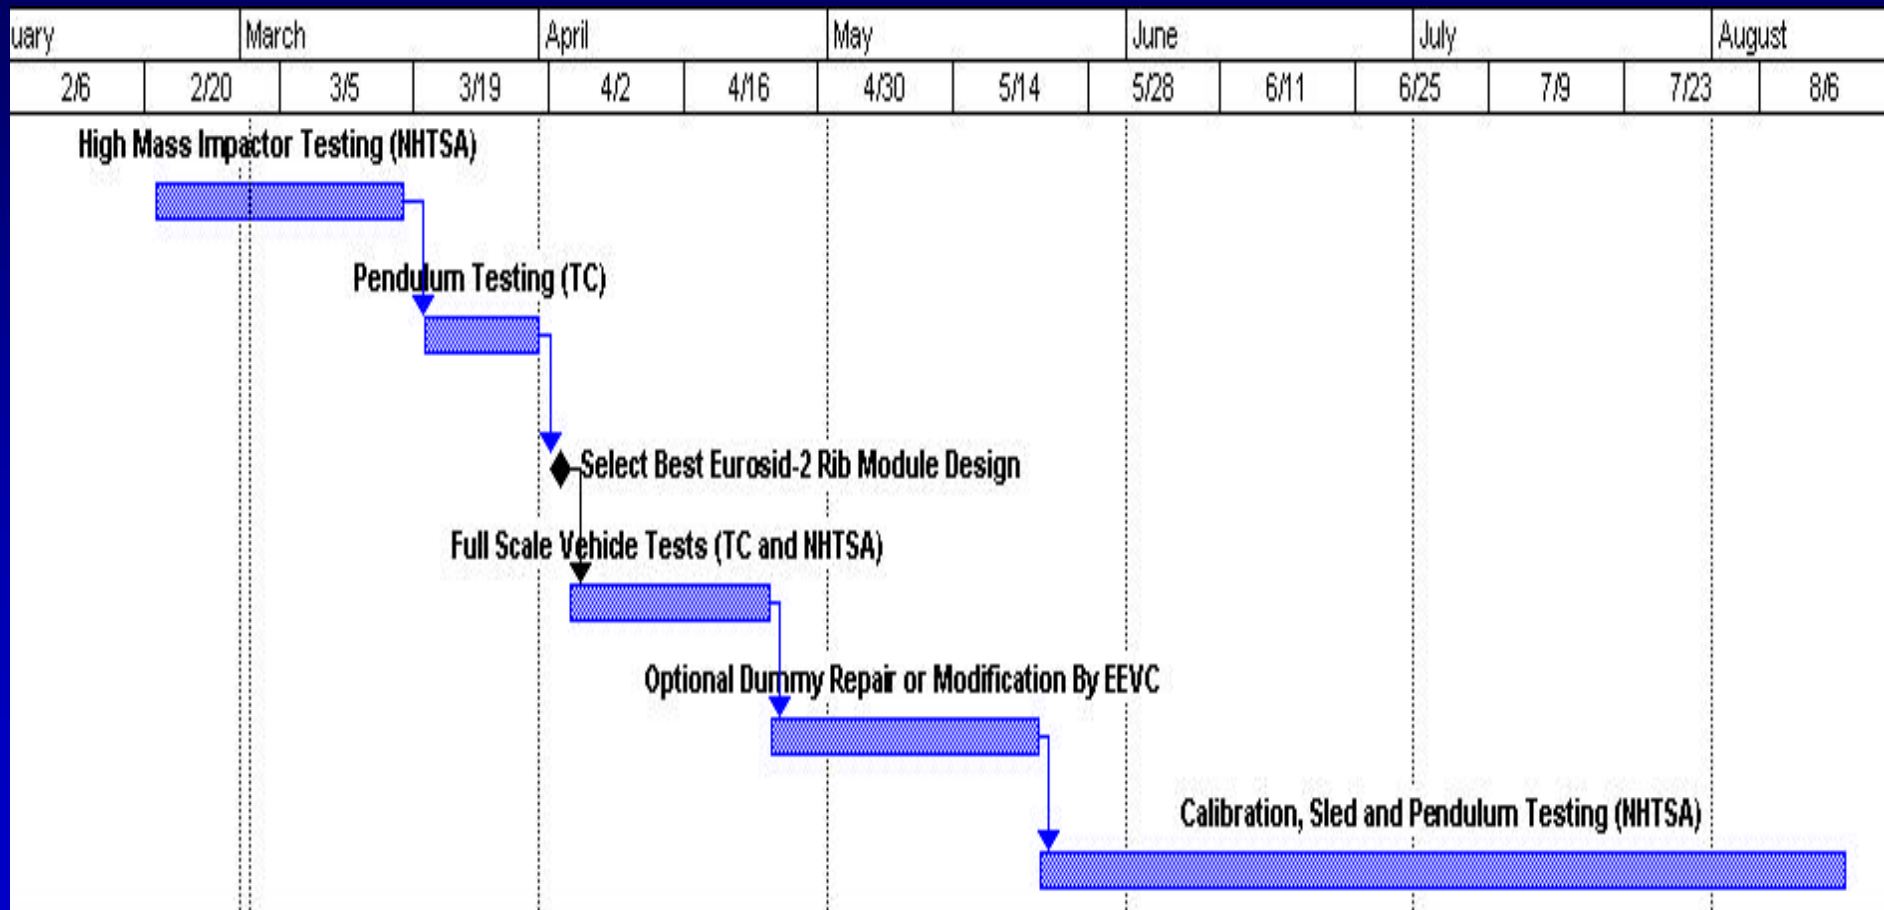 uary March April May June July August
2/6 2/20 3/5 3/19 4/2 4/16 4/30 5/14 5/28 6/11 6/25 7/9 7/23 8/6
High Mass Impactor Testing (NHTSA)
Pendulum Testing (TC)
Select Best Eurosid-2 Rib Module Design
Full Scale Vehicle Tests (TC and NHTSA)
Optional Dummy Repair or Modification By EEVC
Calibration, Sled and Pendulum Testing (NHTSA)